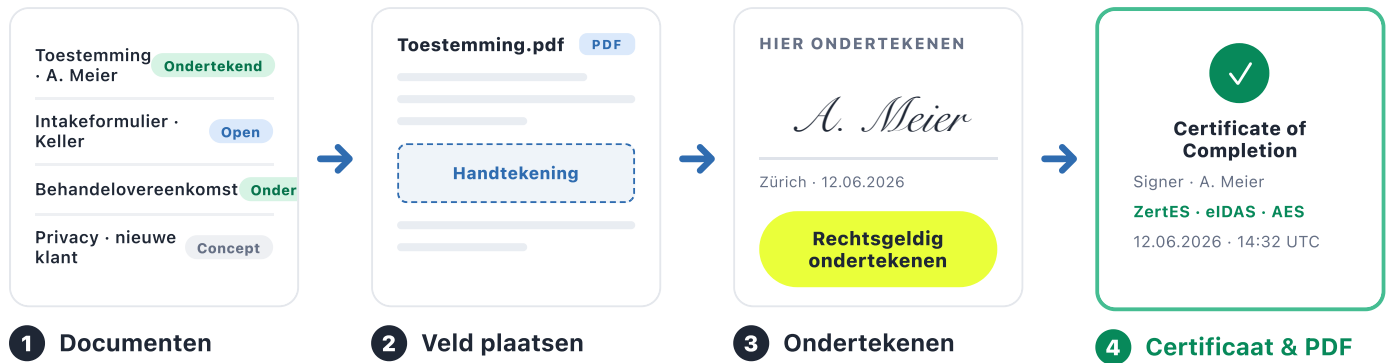 Toestemming
· A. Meier
Ondertekend
Intakeformulier ·
Keller
Open
Behandelovereenkomst
Onder
Privacy · nieuwe
klant
Concept
1 Documenten
Toestemming.pdf
PDF
Handtekening
2 Veld plaatsen
HIER ONDERTEKENEN
A. Meier
Zürich · 12.06.2026
Rechtsgeldig
ondertekenen
3 Ondertekenen
Certificate of
Completion
Signer · A. Meier
ZertES · eIDAS · AES
12.06.2026 · 14:32 UTC
4 Certificaat & PDF